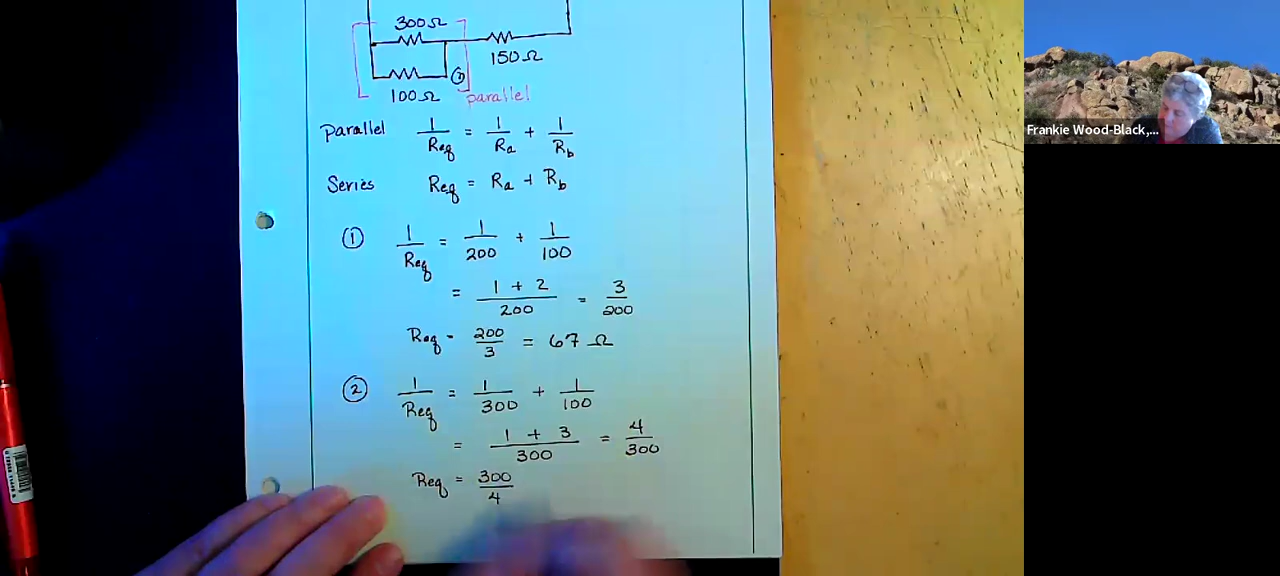 300Ω
150Ω
②
100Ω parallel
Parallel 1/Req = 1/Ra + 1/Rb
Series Req = Ra + Rb
① 1/Req = 1/200 + 1/100
= 1 + 2/200 = 3/200
Req = 200/3 = 67 Ω
② 1/Req = 1/300 + 1/100
= 1 + 3/300 = 4/300
Req = 300/4
Frankie Wood-Black,...